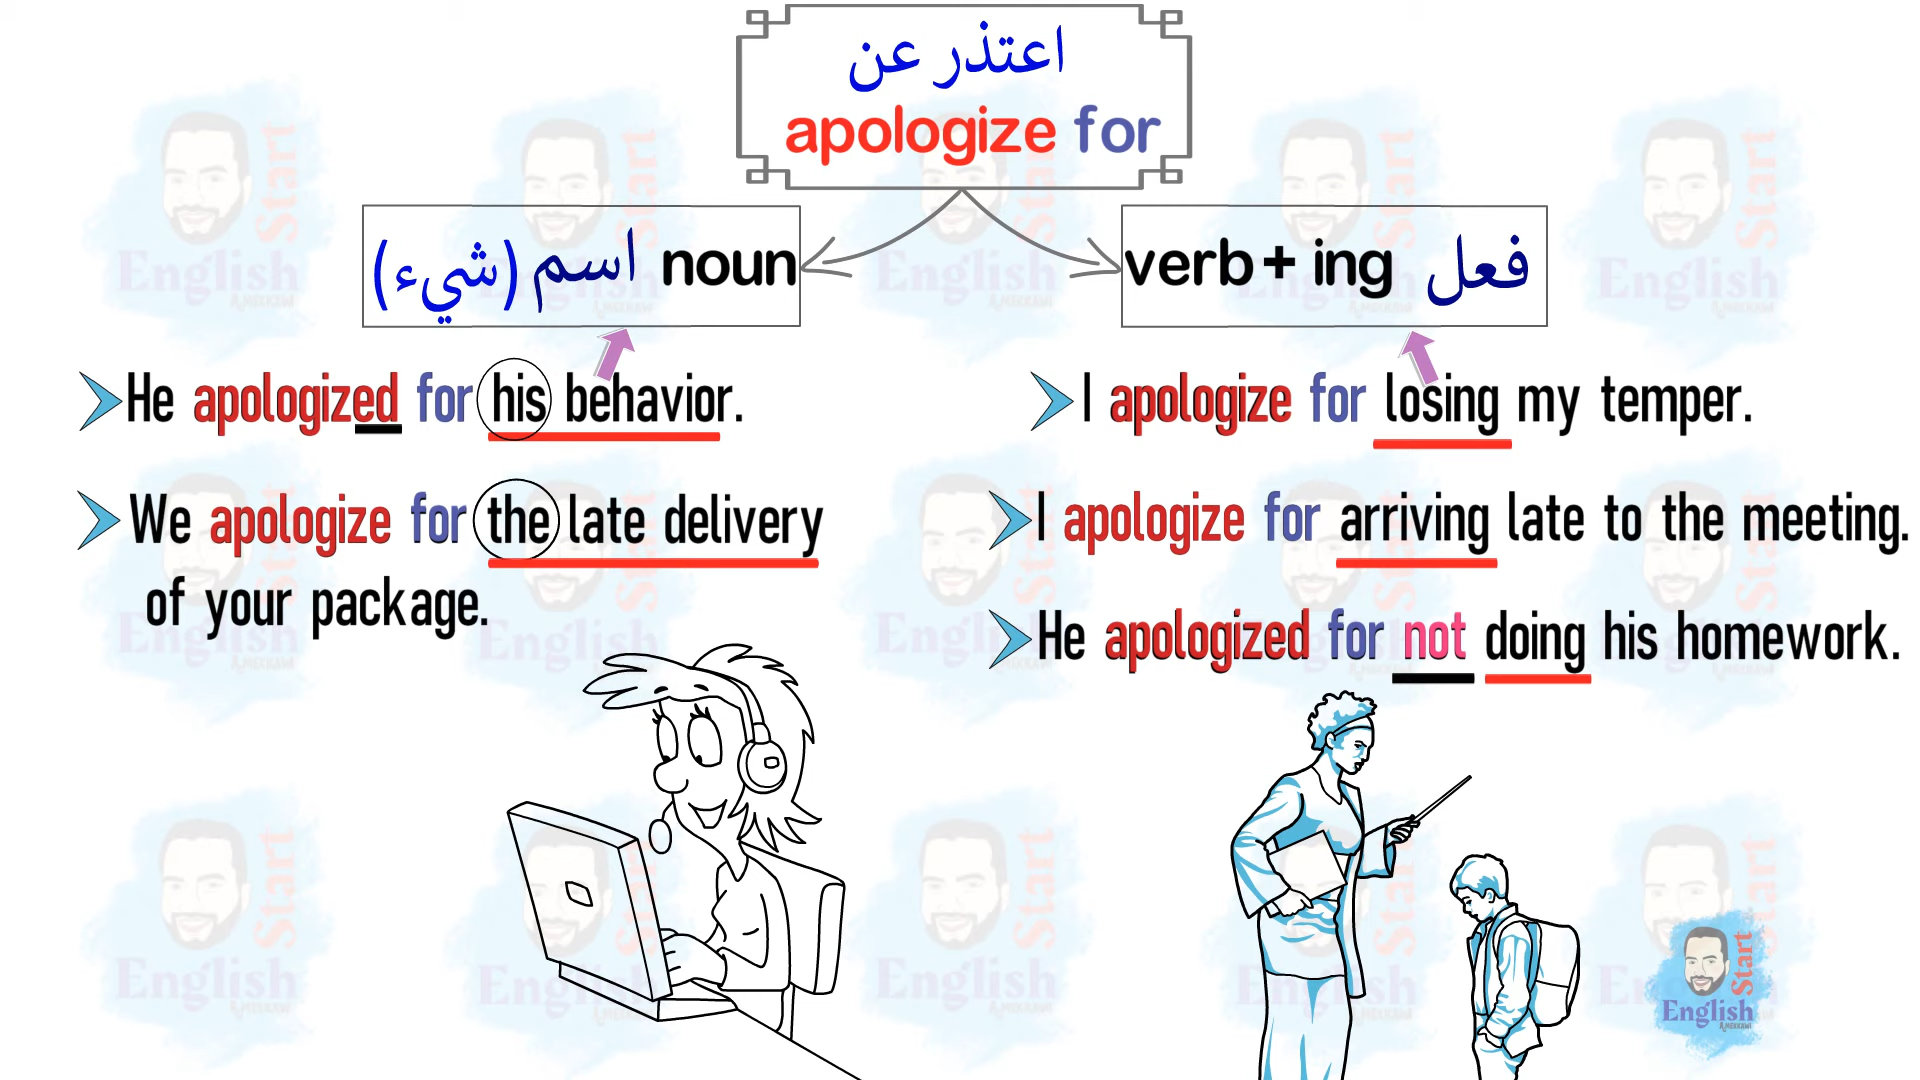 اعتذر عن
apologize for
noun اسم (شيء)
verb + ing فعل
He apologized for his behavior.
We apologize for the late delivery
of your package.
I apologize for losing my temper.
I apologize for arriving late to the meeting.
He apologized for not doing his homework.
English Start
A.MEKKAWI